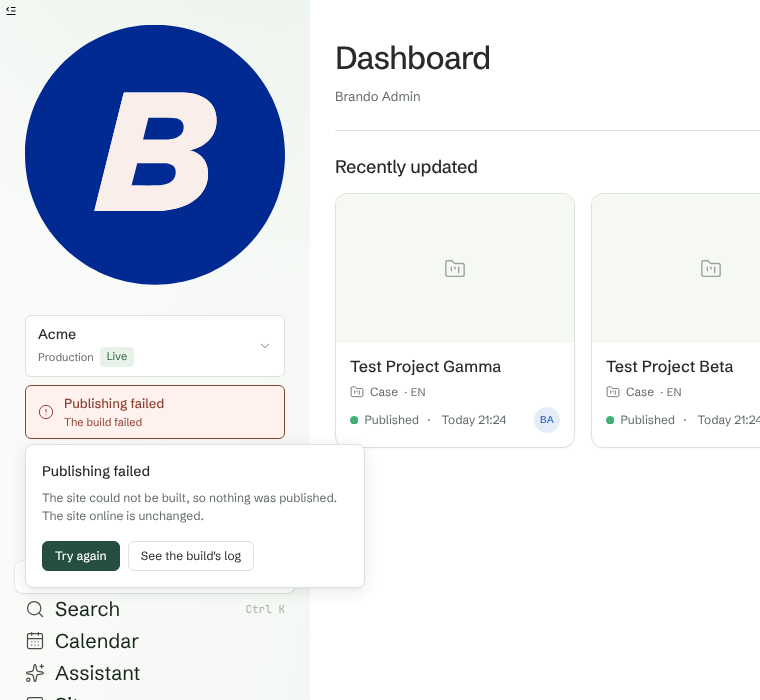 B
Dashboard
Brando Admin
Recently updated
Acme
Production Live
Publishing failed
The build failed
Test Project Gamma
Case · EN
Published · Today 21:24 BA
Test Project Beta
Case · EN
Published · Today 21:24
Publishing failed
The site could not be built, so nothing was published.
The site online is unchanged.
Try again
See the build's log
Search Ctrl K
Calendar
Assistant